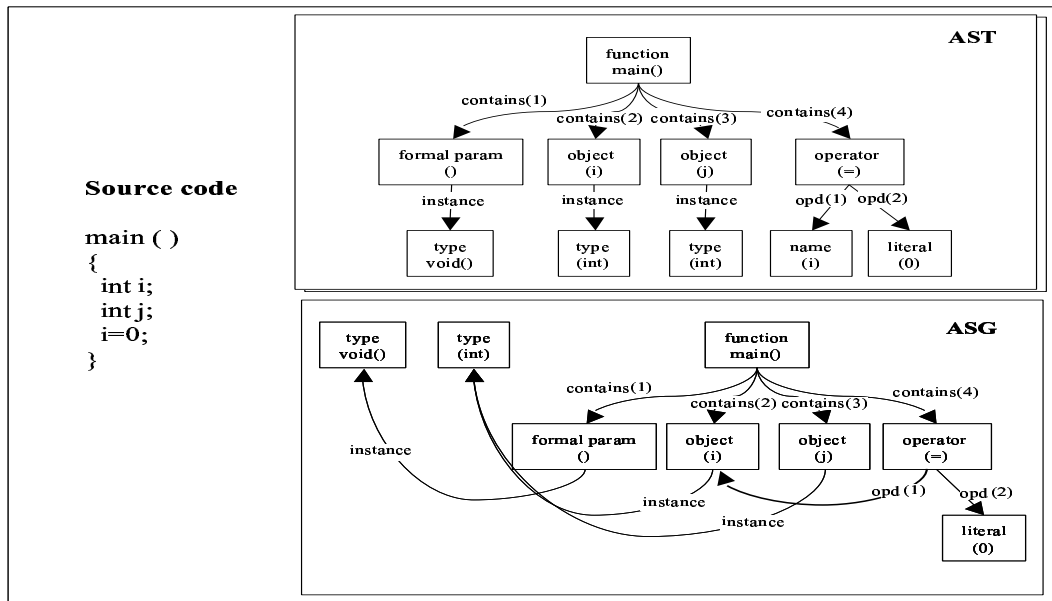 Source code
main ( )
{
int i;
int j;
i=0;
}
AST
function
main()
contains(1)
contains(2)
contains(3)
contains(4)
formal param
()
object
(i)
object
(j)
operator
(=)
instance
instance
instance
opd(1)
opd(2)
type
void()
type
(int)
type
(int)
name
(i)
literal
(0)
ASG
type
void()
type
(int)
function
main()
contains(1)
contains(2)
contains(3)
contains(4)
formal param
()
object
(i)
object
(j)
operator
(=)
instance
instance
instance
opd (1)
opd (2)
literal
(0)